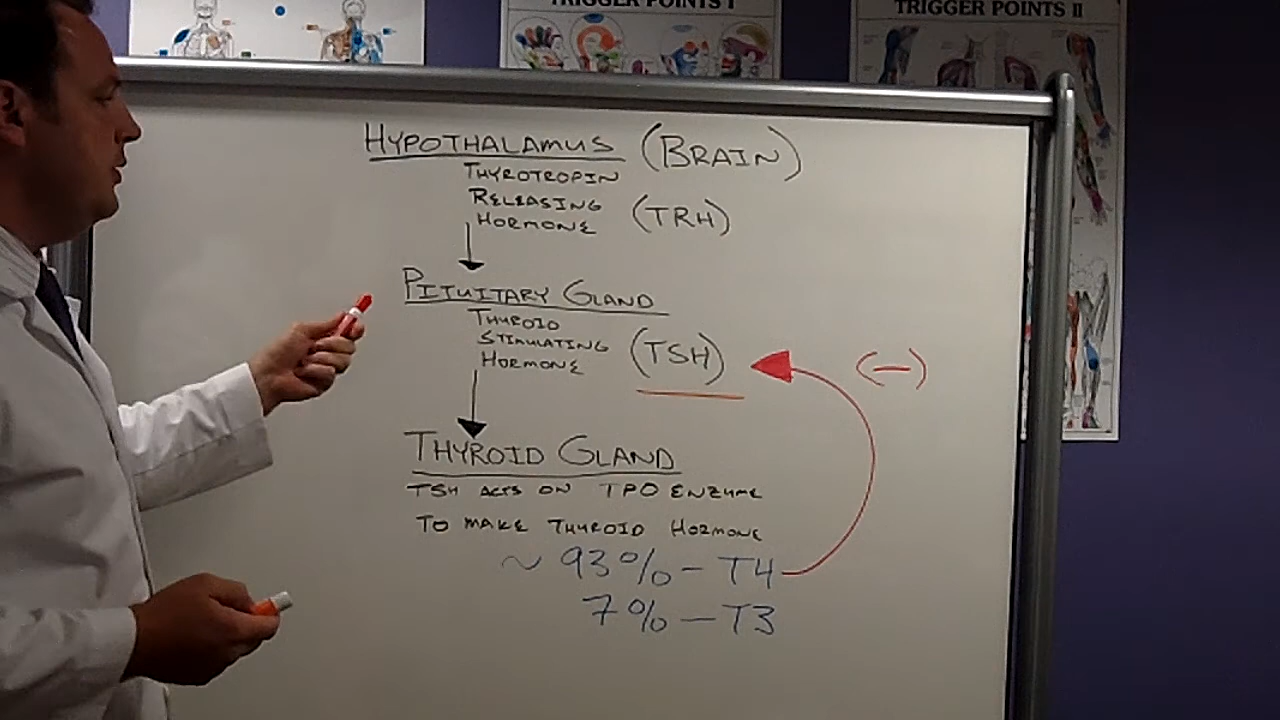 TRIGGER POINTS I
TRIGGER POINTS II
HYPOTHALAMUS (BRAIN)
THYROTROPIN
RELEASING
HORMONE (TRH)
PITUITARY GLAND
THYROID
STIMULATING
HORMONE (TSH)
(-)
THYROID GLAND
TSH ACTS ON TPO ENZYME
TO MAKE THYROID HORMONE
~ 93% - T4
7% - T3